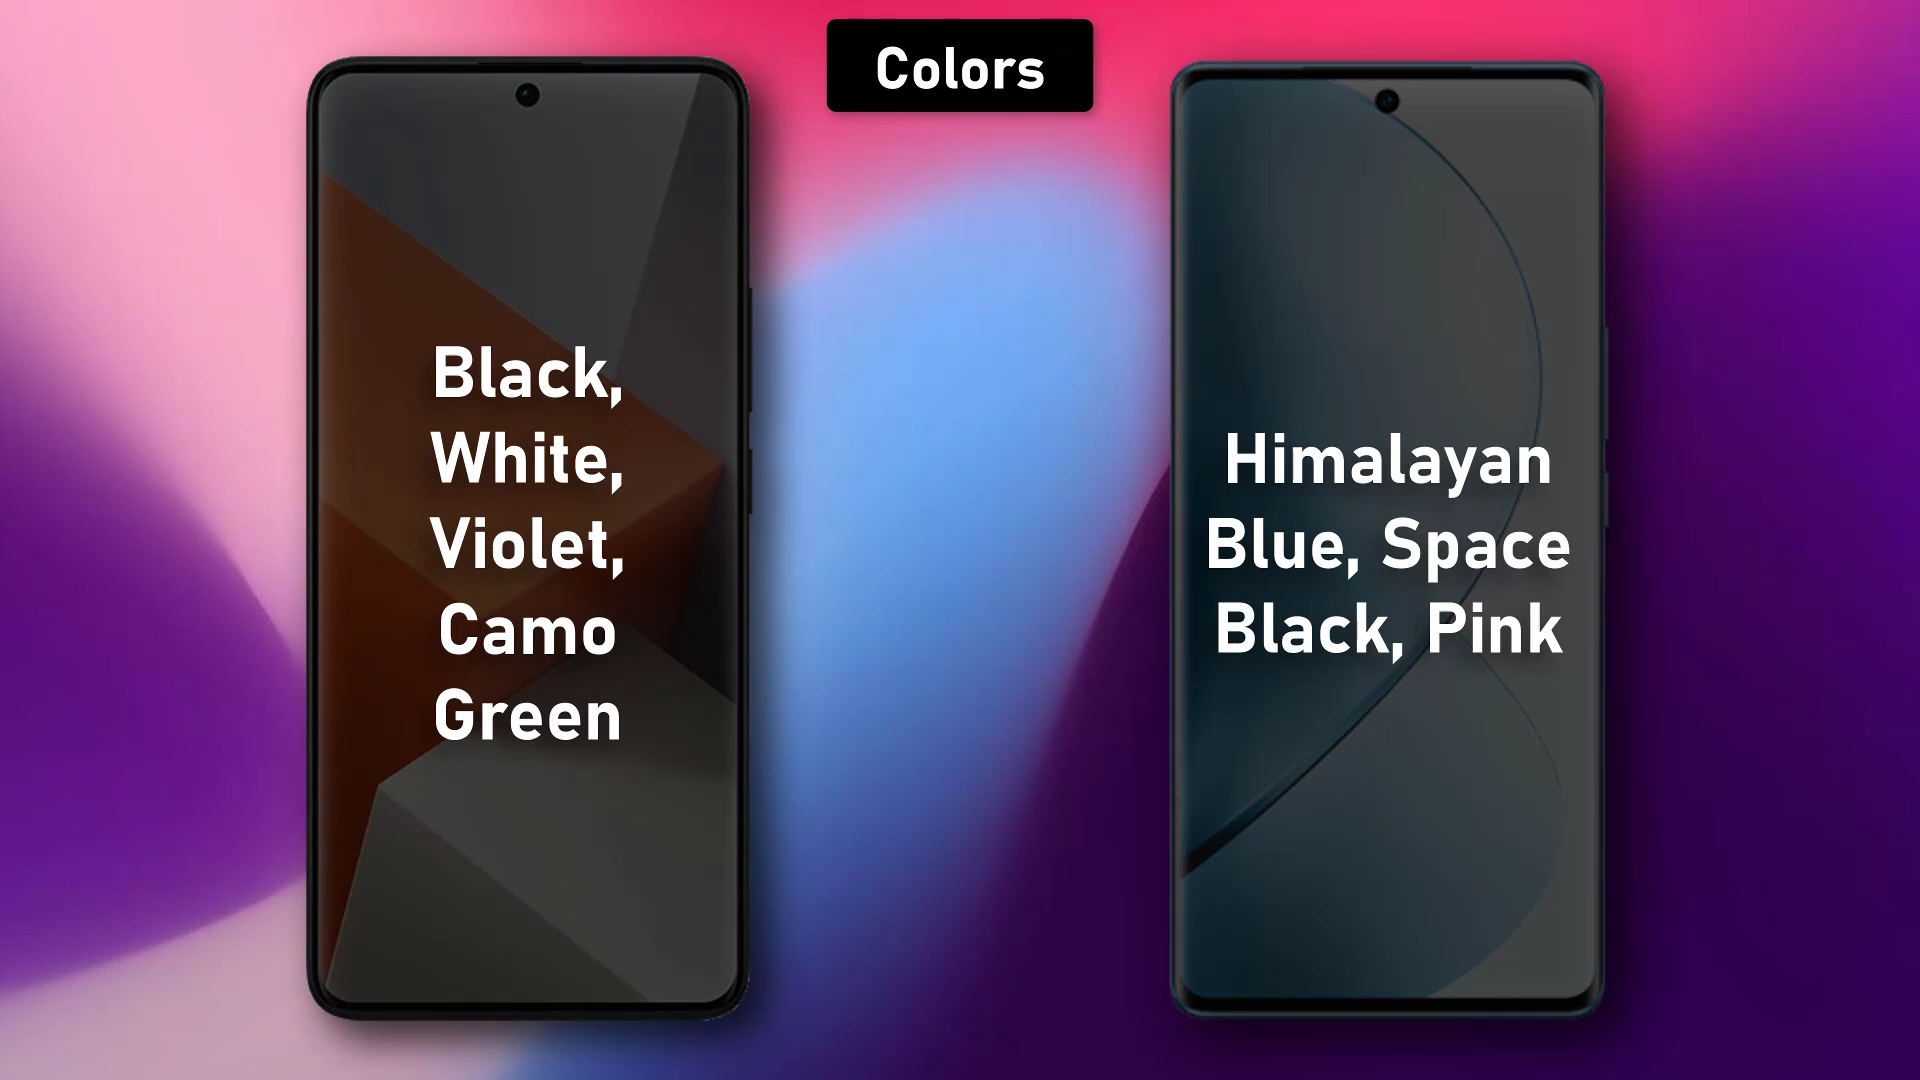 Colors
Black,
White,
Violet,
Camo
Green
Himalayan
Blue, Space
Black, Pink